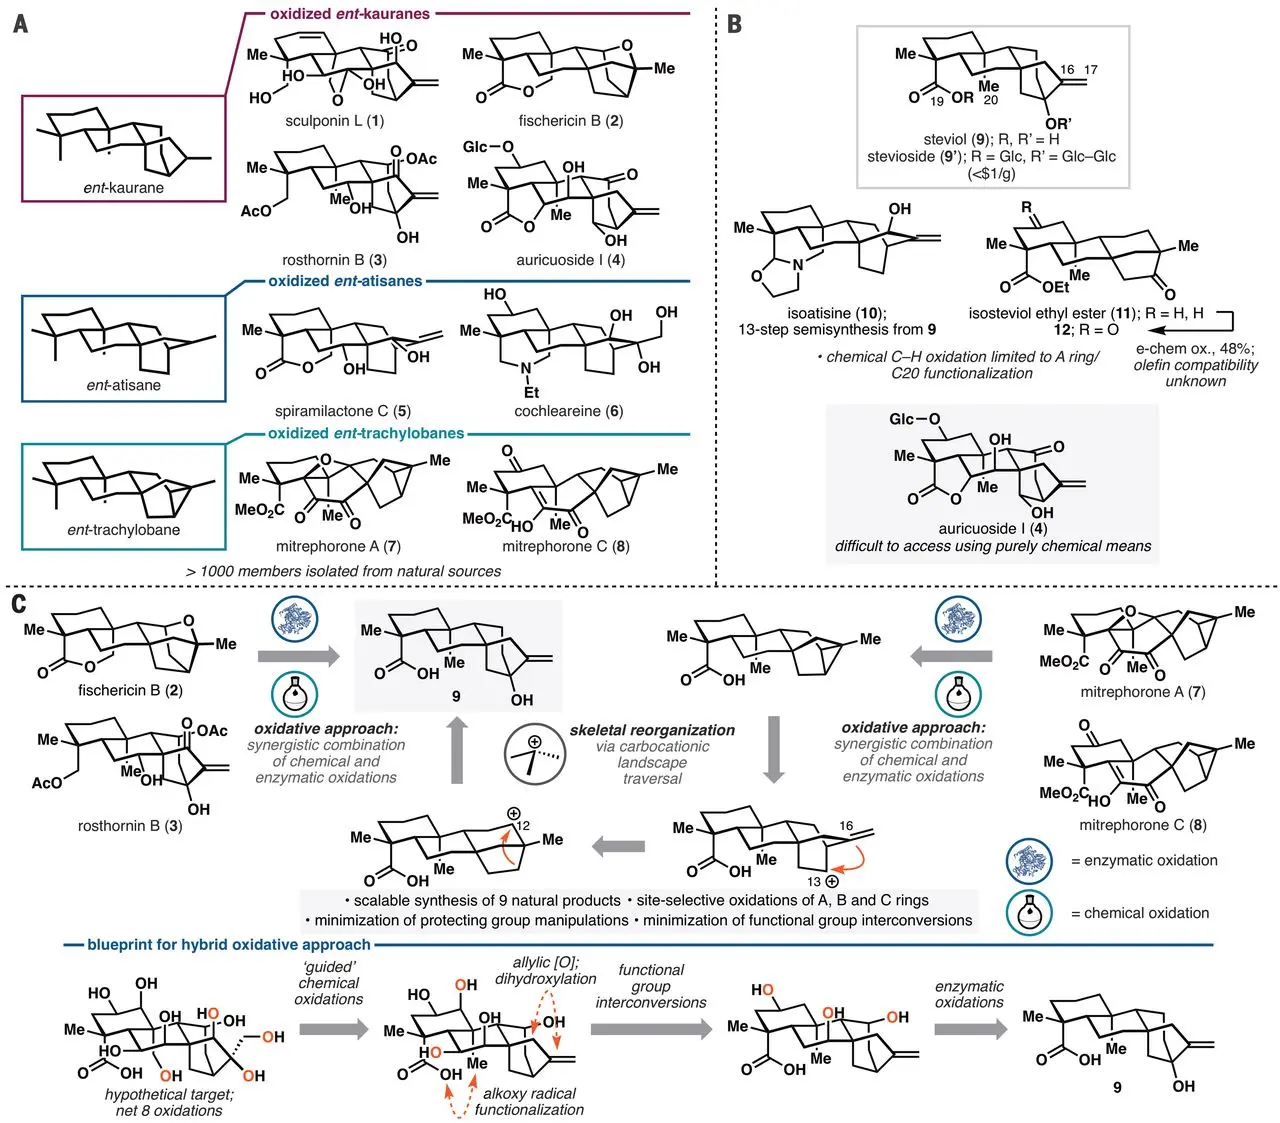 A
oxidized ent-kauranes
ent-kaurane
Me
HO
HO
HO
O
OH
O
sculponin L (1)
O
Me
Me
O
O
fischericin B (2)
Me
AcO
Me
OH
O
OAc
OH
rosthornin B (3)
Glc
O
Me
OH
O
O
O
Me
OH
auricuoside I (4)
oxidized ent-atisanes
ent-atisane
Me
O
O
OH
OH
spiramilactone C (5)
HO
Me
N
Et
OH
OH
OH
cochleareine (6)
oxidized ent-trachylobanes
ent-trachylobane
Me
O
Me
MeO2C
O
Me
O
mitrephorone A (7)
O
Me
Me
MeO2C
HO
Me
O
mitrephorone C (8)
> 1000 members isolated from natural sources
B
Me
O
OR
19
Me
20
16
17
OR'
steviol (9); R, R' = H
stevioside (9'); R = Glc, R' = Glc–Glc
(<$1/g)
Me
O
N
OH
isoatisine (10);
13-step semisynthesis from 9
R
Me
O
OEt
Me
Me
O
isosteviol ethyl ester (11); R = H, H
12; R = O
e-chem ox., 48%;
olefin compatibility
unknown
• chemical C–H oxidation limited to A ring/
C20 functionalization
Glc
O
Me
OH
O
O
O
Me
OH
auricuoside I (4)
difficult to access using purely chemical means
C
Me
O
O
O
Me
fischericin B (2)
Me
AcO
Me
OH
O
OAc
OH
rosthornin B (3)
oxidative approach:
synergistic combination
of chemical and
enzymatic oxidations
Me
O
OH
Me
OH
9
skeletal reorganization
via carbocationic
landscape
traversal
Me
O
OH
Me
Me
oxidative approach:
synergistic combination
of chemical and
enzymatic oxidations
Me
O
Me
MeO2C
O
Me
O
mitrephorone A (7)
O
Me
Me
MeO2C
HO
Me
O
mitrephorone C (8)
Me
O
OH
Me
12
Me
Me
O
OH
Me
16
13
= enzymatic oxidation
= chemical oxidation
• scalable synthesis of 9 natural products • site-selective oxidations of A, B and C rings
• minimization of protecting group manipulations • minimization of functional group interconversions
blueprint for hybrid oxidative approach
HO
OH
Me
OH
HO
OH
HO
O
OH
OH
OH
OH
hypothetical target;
net 8 oxidations
'guided'
chemical
oxidations
HO
OH
Me
OH
OH
HO
O
OH
Me
allylic [O];
dihydroxylation
alkoxy radical
functionalization
functional
group
interconversions
HO
Me
OH
OH
O
OH
Me
enzymatic
oxidations
Me
O
OH
Me
OH
9